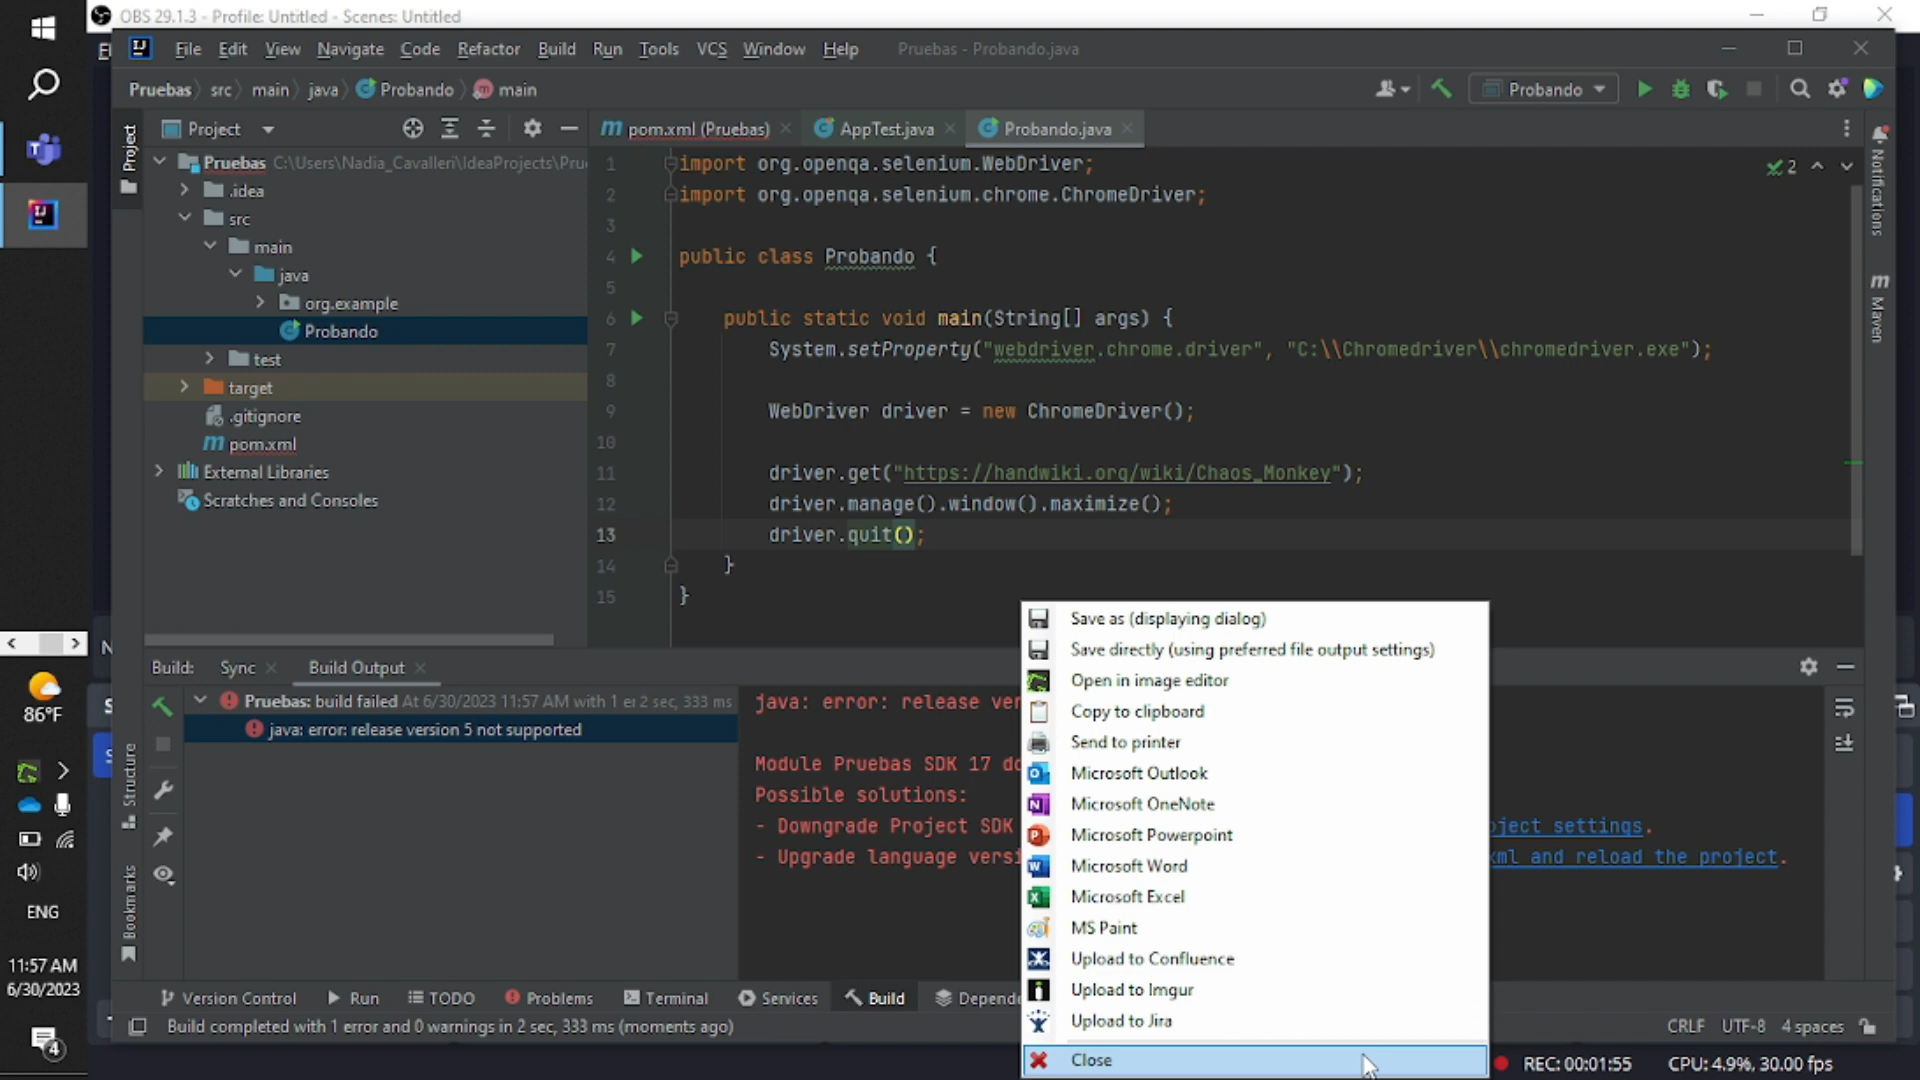 OBS 29.1.3 - Profile: Untitled - Scenes: Untitled
File Edit View Navigate Code Refactor Build Run Tools VCS Window Help Pruebas - Probando.java
Pruebas src main java Probando main
Probando
Project
Project
pom.xml (Pruebas)
AppTest.java
Probando.java
Pruebas C:\Users\Nadia_Cavalleri\IdeaProjects\Pru
.idea
src
main
java
org.example
Probando
test
target
.gitignore
pom.xml
External Libraries
Scratches and Consoles
1 import org.openqa.selenium.WebDriver;
2 import org.openqa.selenium.chrome.ChromeDriver;
3
4 public class Probando {
5
6 public static void main(String[] args) {
7 System.setProperty("webdriver.chrome.driver", "C:\\Chromedriver\\chromedriver.exe");
8
9 WebDriver driver = new ChromeDriver();
10
11 driver.get("https://handwiki.org/wiki/Chaos_Monkey");
12 driver.manage().window().maximize();
13 driver.quit();
14 }
15 }
2
Notifications
Maven
Build: Sync Build Output
Pruebas: build failed At 6/30/2023 11:57 AM with 1 er 2 sec, 333 ms
java: error: release version 5 not supported
java: error: release ver
Module Pruebas SDK 17 do
Possible solutions:
- Downgrade Project SDK
oject settings.
- Upgrade language versi
xml and reload the project.
Save as (displaying dialog)
Save directly (using preferred file output settings)
Open in image editor
Copy to clipboard
Send to printer
Microsoft Outlook
Microsoft OneNote
Microsoft Powerpoint
Microsoft Word
Microsoft Excel
MS Paint
Upload to Confluence
Upload to Imgur
Upload to Jira
Close
Structure
Bookmarks
Version Control Run TODO Problems Terminal Services Build Depende
Build completed with 1 error and 0 warnings in 2 sec, 333 ms (moments ago)
CRLF UTF-8 4 spaces
REC: 00:01:55 CPU: 4.9%, 30.00 fps
86°F
ENG
11:57 AM
6/30/2023
4